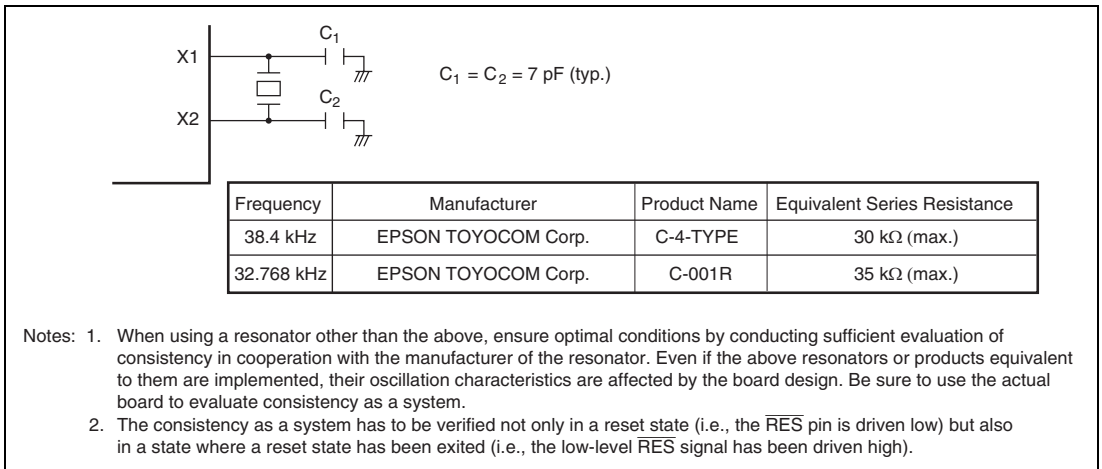 C1
X1
C1 = C2 = 7 pF (typ.)
C2
X2
Frequency Manufacturer Product Name Equivalent Series Resistance
38.4 kHz EPSON TOYOCOM Corp. C-4-TYPE 30 kΩ (max.)
32.768 kHz EPSON TOYOCOM Corp. C-001R 35 kΩ (max.)
Notes: 1. When using a resonator other than the above, ensure optimal conditions by conducting sufficient evaluation of
consistency in cooperation with the manufacturer of the resonator. Even if the above resonators or products equivalent
to them are implemented, their oscillation characteristics are affected by the board design. Be sure to use the actual
board to evaluate consistency as a system.
2. The consistency as a system has to be verified not only in a reset state (i.e., the RES pin is driven low) but also
in a state where a reset state has been exited (i.e., the low-level RES signal has been driven high).